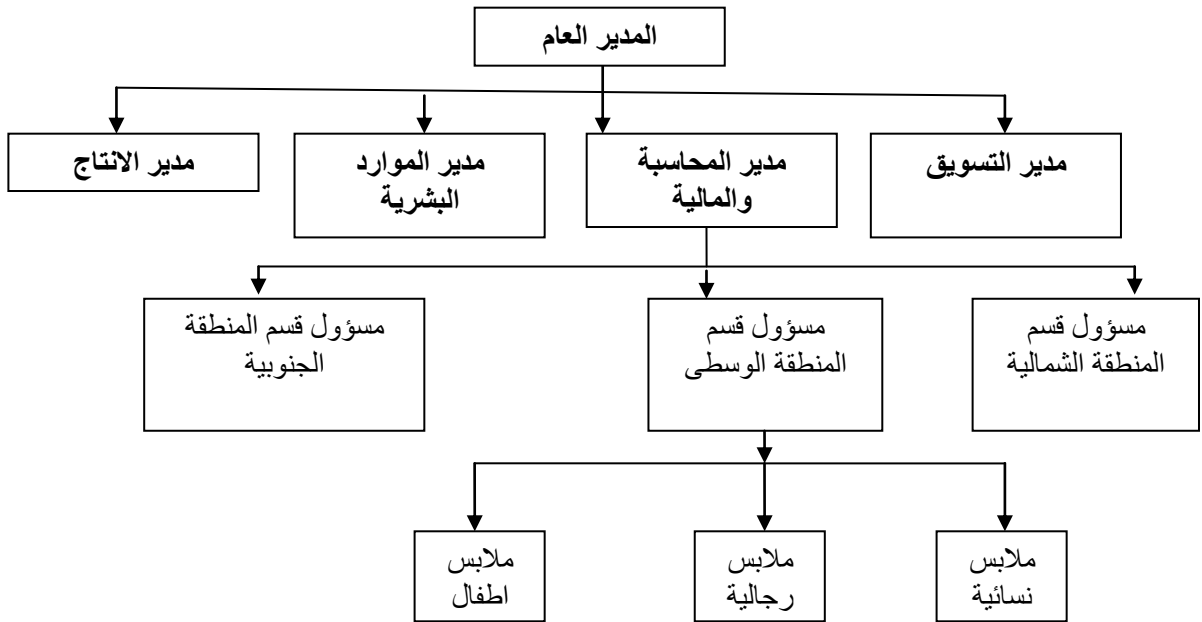 المدير العام
مدير التسويق
مدير المحاسبة
والمالية
مدير الموارد
البشرية
مدير الانتاج
مسؤول قسم
المنطقة الشمالية
مسؤول قسم
المنطقة الوسطى
مسؤول قسم المنطقة
الجنوبية
ملابس
نسائية
ملابس
رجالية
ملابس
اطفال